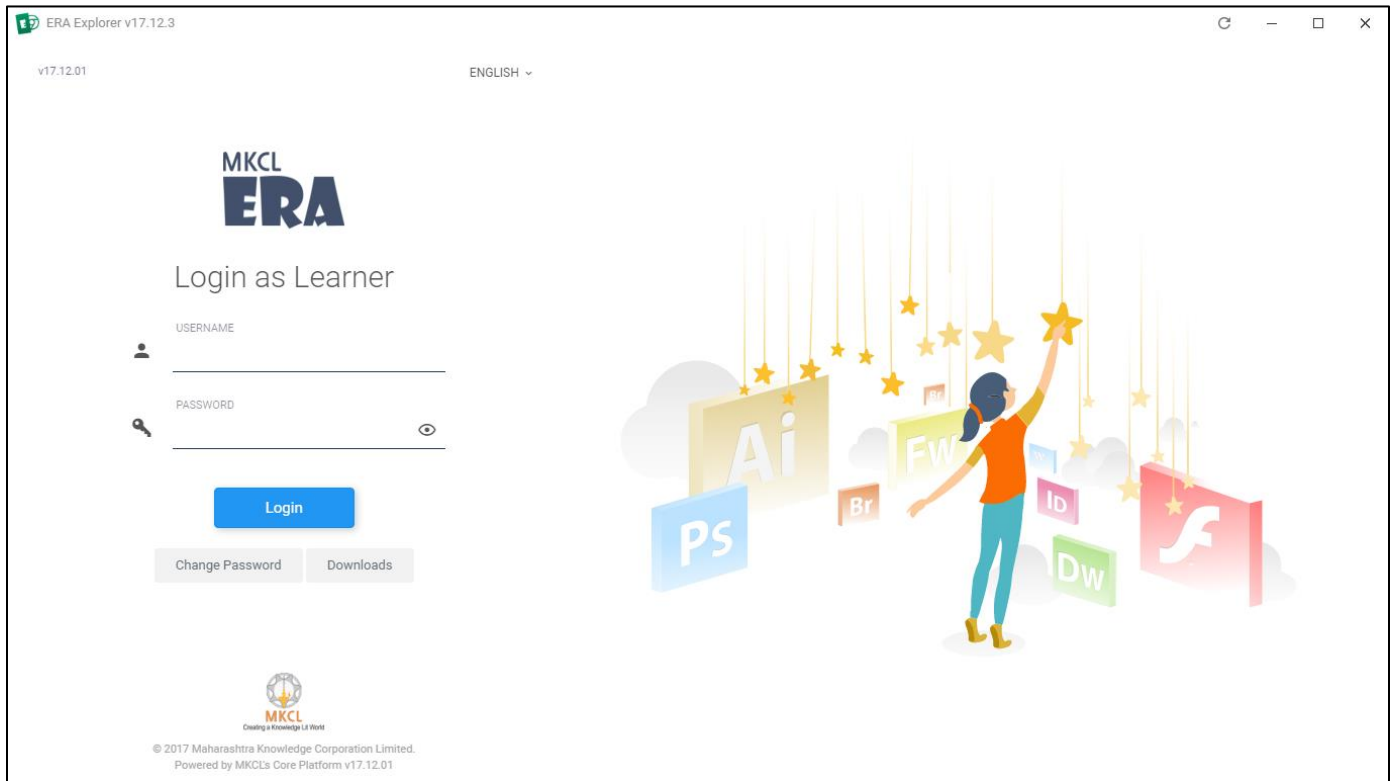 ERA Explorer v17.12.3
v17.12.01
ENGLISH
MKCL
ERA
Login as Learner
USERNAME
PASSWORD
Login
Change Password Downloads
MKCL
Creating a Knowledge Lit World
© 2017 Maharashtra Knowledge Corporation Limited.
Powered by MKCL's Core Platform v17.12.01
Br
Ai
Fw
Br
ID
Ps
Dw